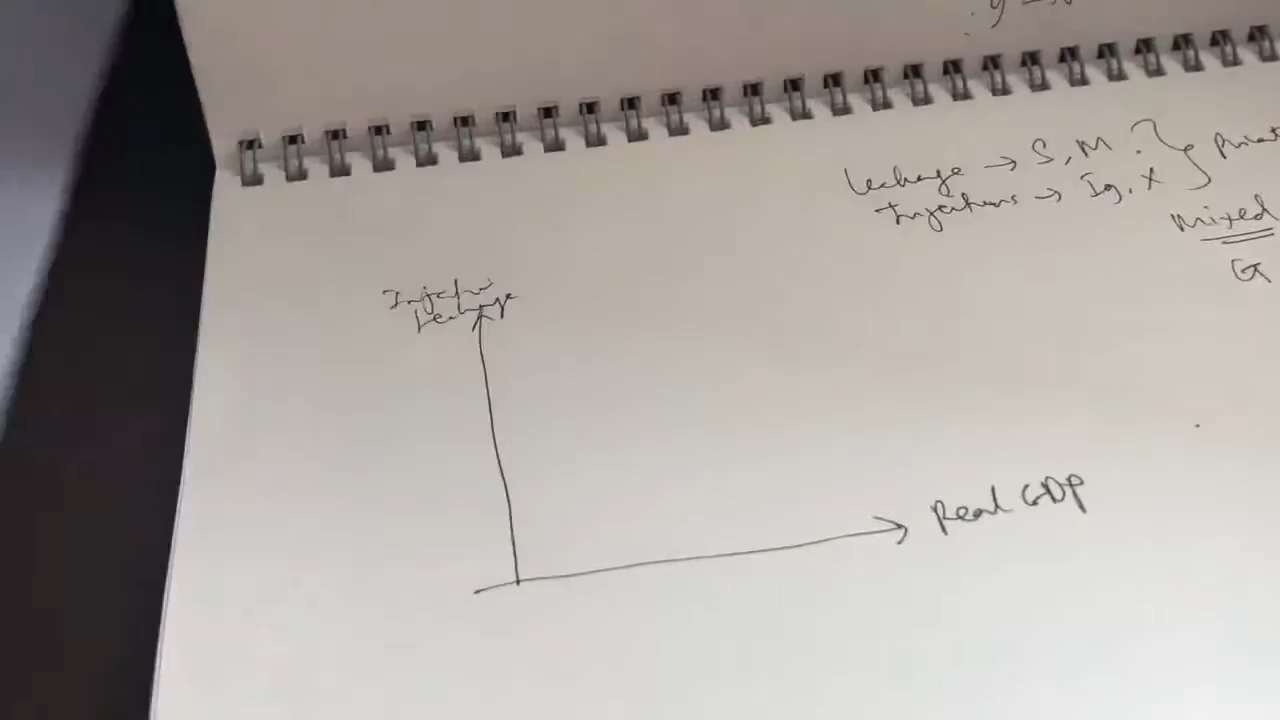 Leakage → S, M
Injections → Ig, X
Mixed
G
Injection
Leakage
Real GDP